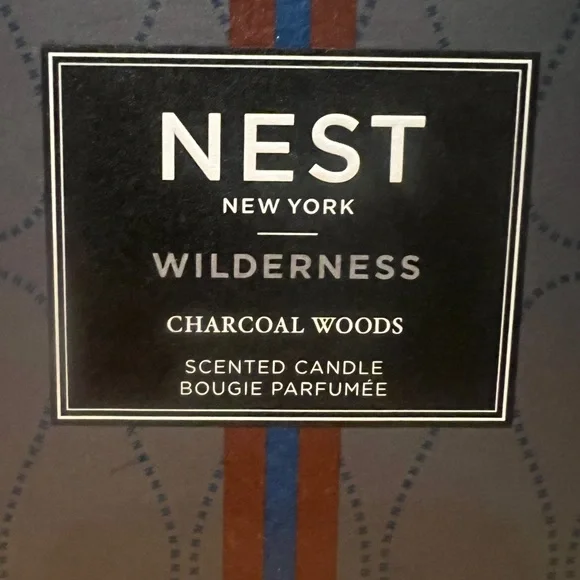 NEST
NEW YORK
WILDERNESS
CHARCOAL WOODS
SCENTED CANDLE
BOUGIE PARFUMÉE